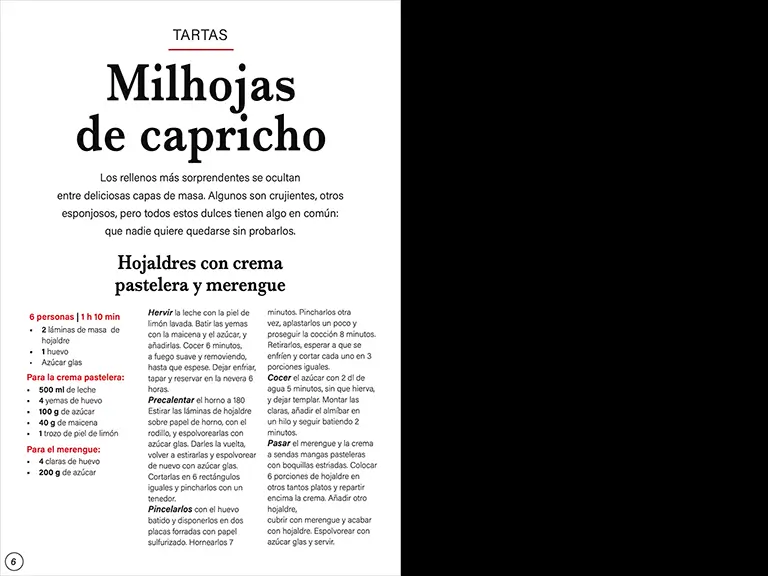 TARTAS
Milhojas
de capricho
Los rellenos más sorprendentes se ocultan
entre deliciosas capas de masa. Algunos son crujientes, otros
esponjosos, pero todos estos dulces tienen algo en común:
que nadie quiere quedarse sin probarlos.
Hojaldres con crema
pastelera y merengue
6 personas | 1 h 10 min
• 2 láminas de masa de
hojaldre
• 1 huevo
• Azúcar glas
Para la crema pastelera:
• 500 ml de leche
• 4 yemas de huevo
• 100 g de azúcar
• 40 g de maicena
• 1 trozo de piel de limón
Para el merengue:
• 4 claras de huevo
• 200 g de azúcar
Hervir la leche con la piel de
limón lavada. Batir las yemas
con la maicena y el azúcar, y
añadirlas. Cocer 6 minutos,
a fuego suave y removiendo,
hasta que espese. Dejar enfriar,
tapar y reservar en la nevera 6
horas.
Precalentar el horno a 180
Estirar las láminas de hojaldre
sobre papel de horno, con el
rodillo, y espolvorearlas con
azúcar glas. Darles la vuelta,
volver a estirarlas y espolvorear
de nuevo con azúcar glas.
Cortarlas en 6 rectángulos
iguales y pincharlos con un
tenedor.
Pincelarlos con el huevo
batido y disponerlos en dos
placas forradas con papel
sulfurizado. Hornearlos 7
minutos. Pincharlos otra
vez, aplastarlos un poco y
proseguir la cocción 8 minutos.
Retirarlos, esperar a que se
enfríen y cortar cada uno en 3
porciones iguales.
Cocer el azúcar con 2 dl de
agua 5 minutos, sin que hierva,
y dejar templar. Montar las
claras, añadir el almíbar en
un hilo y seguir batiendo 2
minutos.
Pasar el merengue y la crema
a sendas mangas pasteleras
con boquillas estriadas. Colocar
6 porciones de hojaldre en
otros tantos platos y repartir
encima la crema. Añadir otro
hojaldre,
cubrir con merengue y acabar
con hojaldre. Espolvorear con
azúcar glas y servir.
6